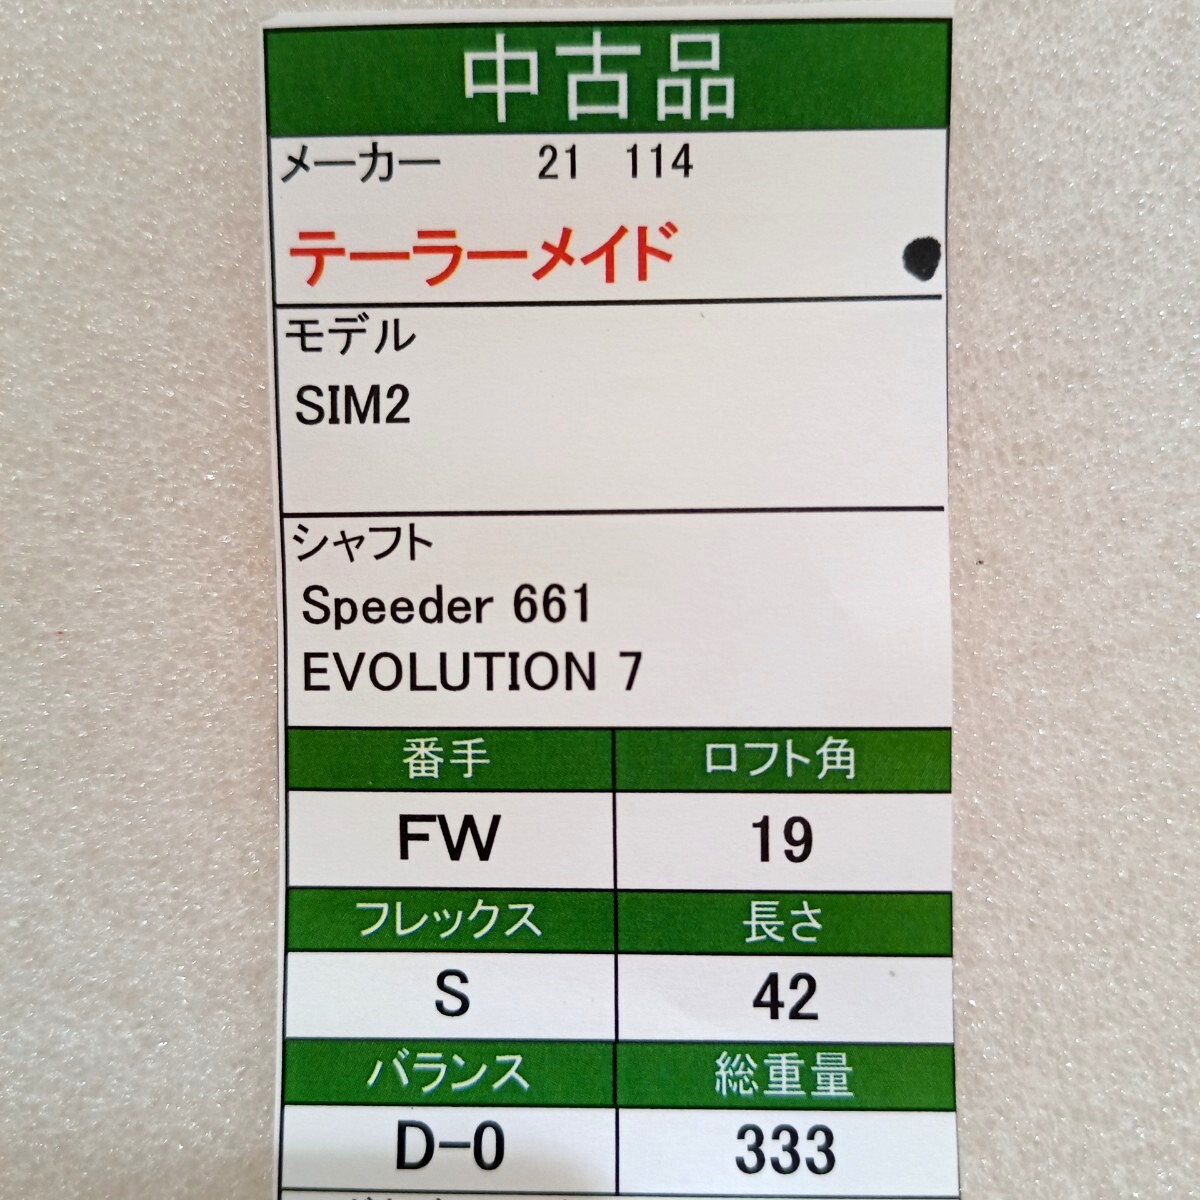 中古品
メーカー 21 114
テーラーメイド
モデル
SIM2
シャフト
Speeder 661
EVOLUTION 7
番手 ロフト角
FW 19
フレックス 長さ
S 42
バランス 総重量
D-0 333